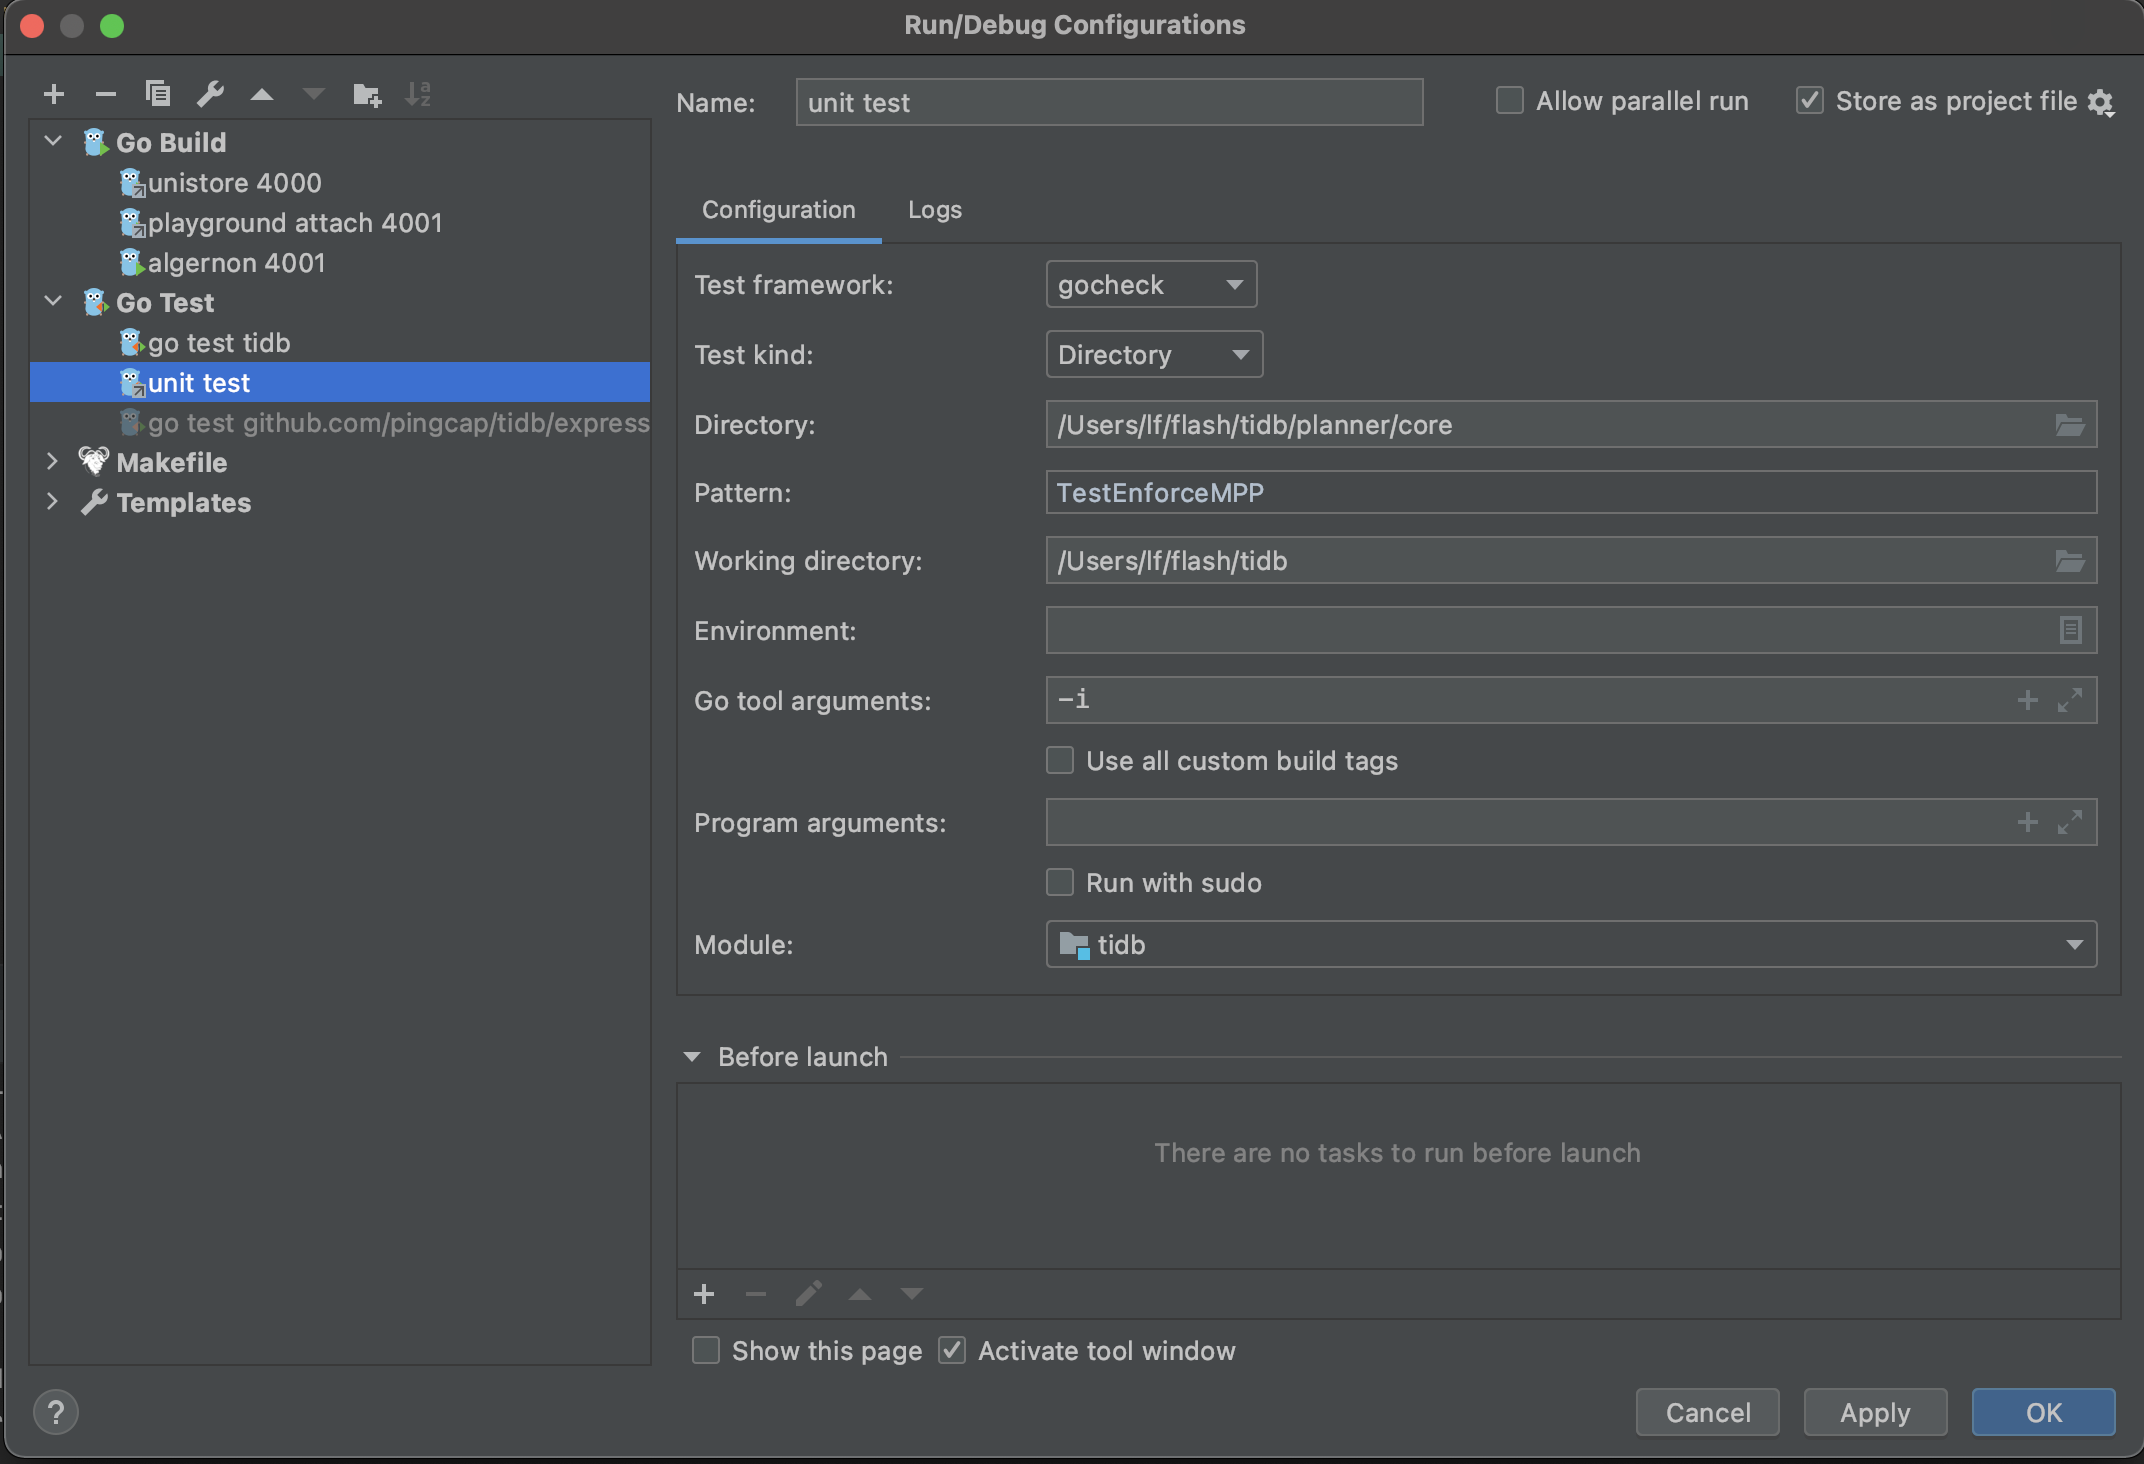 Run/Debug Configurations
Name: unit test
Allow parallel run
Store as project file
Go Build
unistore 4000
playground attach 4001
algernon 4001
Go Test
go test tidb
unit test
go test github.com/pingcap/tidb/express
Makefile
Templates
Configuration Logs
Test framework: gocheck
Test kind: Directory
Directory: /Users/lf/flash/tidb/planner/core
Pattern: TestEnforceMPP
Working directory: /Users/lf/flash/tidb
Environment:
Go tool arguments: -i
Use all custom build tags
Program arguments:
Run with sudo
Module: tidb
Before launch
There are no tasks to run before launch
Show this page Activate tool window
? Cancel Apply OK